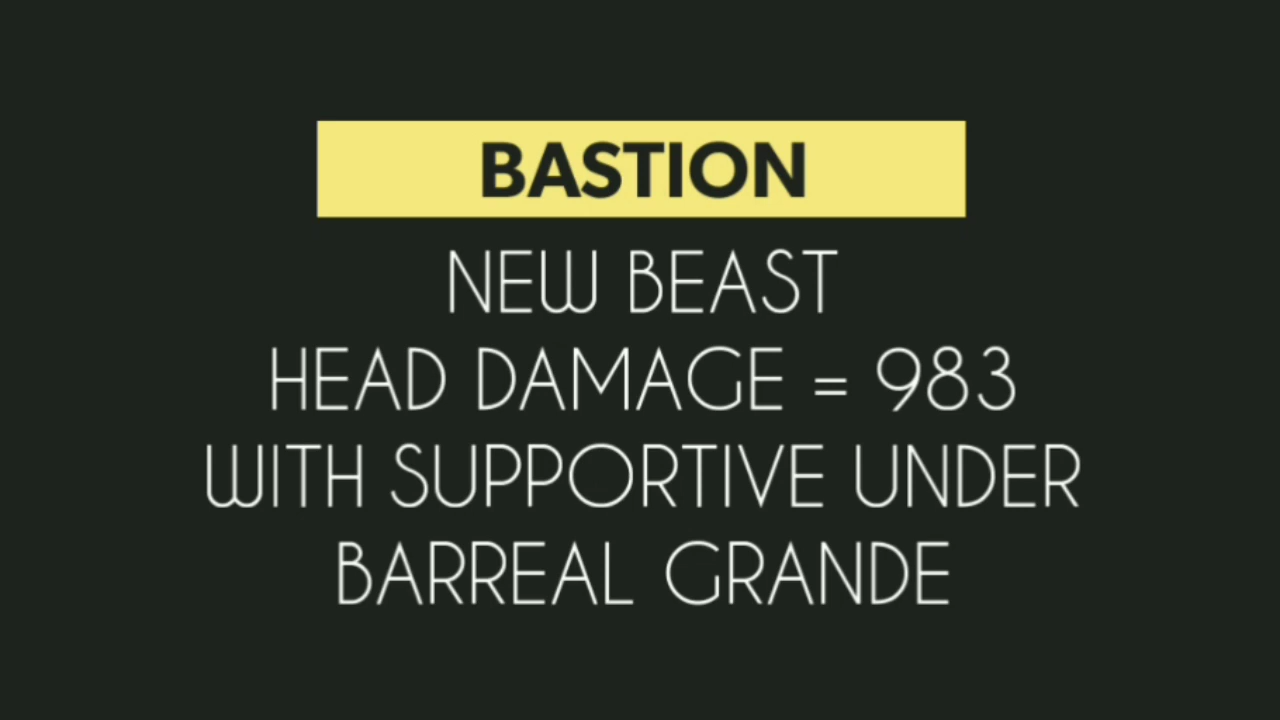 BASTION
NEW BEAST
HEAD DAMAGE = 983
WITH SUPPORTIVE UNDER
BARREAL GRANDE